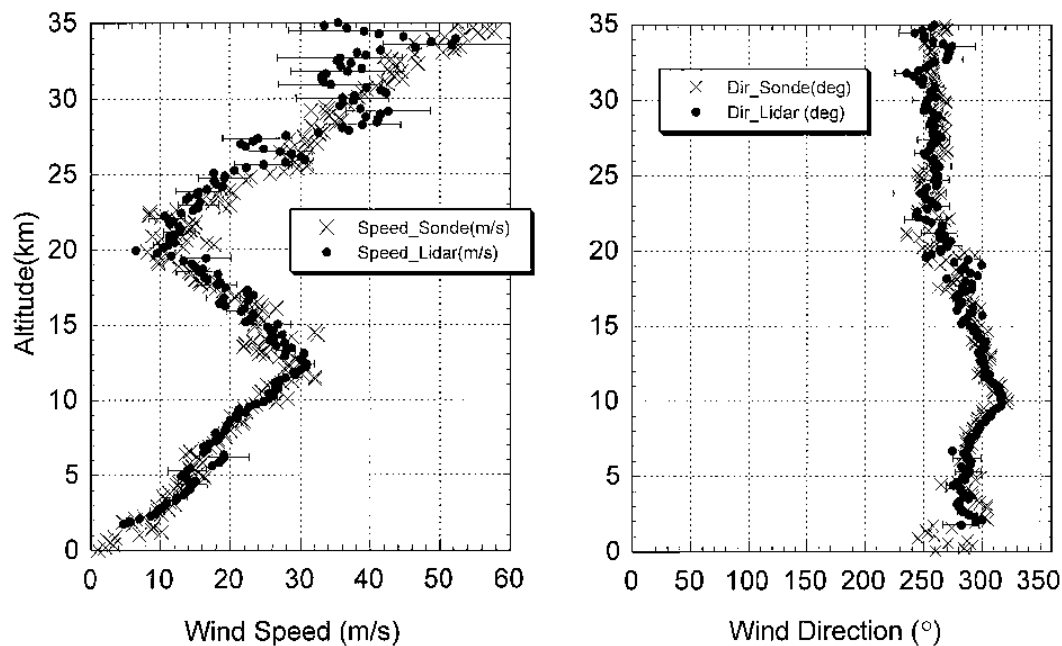 Altitude(km)
35
30
25
20
15
10
5
0
0 10 20 30 40 50 60
Wind Speed (m/s)
Speed_Sonde(m/s)
Speed_Lidar(m/s)
35
30
25
20
15
10
5
0
0 50 100 150 200 250 300 350
Wind Direction (°)
Dir_Sonde(deg)
Dir_Lidar (deg)